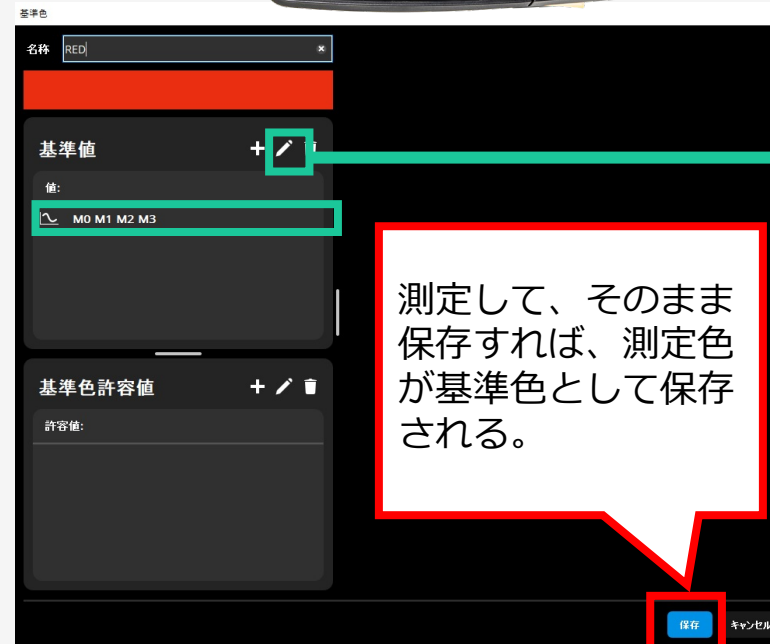 基準色
名称 RED
基準値
値:
M0 M1 M2 M3
測定して、そのまま
保存すれば、測定色
が基準色として保存
される。
基準色許容値
許容値:
保存 キャンセル